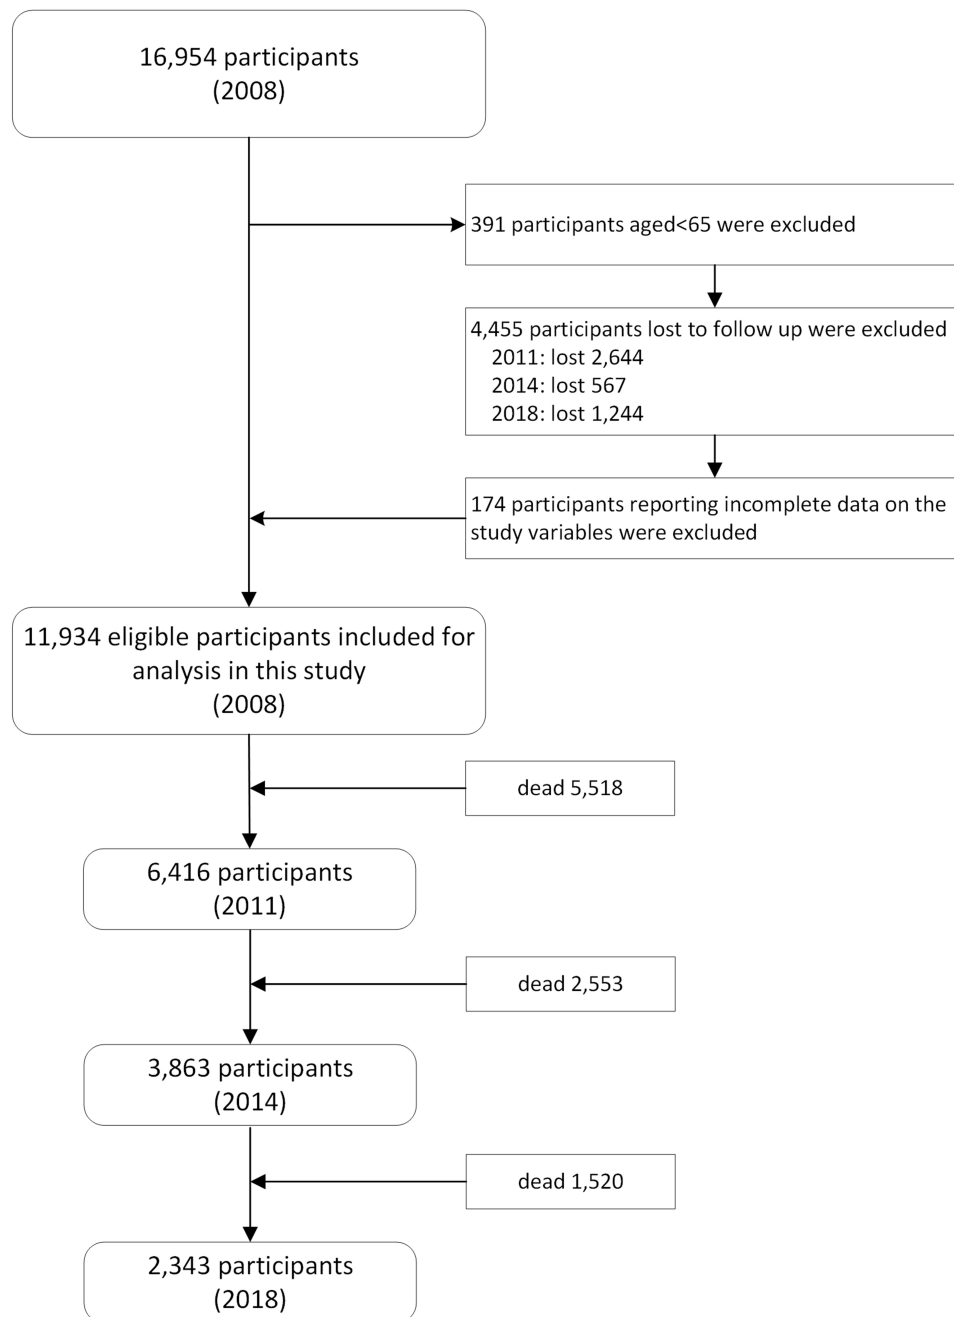 16,954 participants
(2008)
391 participants aged<65 were excluded
4,455 participants lost to follow up were excluded
2011: lost 2,644
2014: lost 567
2018: lost 1,244
174 participants reporting incomplete data on the
study variables were excluded
11,934 eligible participants included for
analysis in this study
(2008)
dead 5,518
6,416 participants
(2011)
dead 2,553
3,863 participants
(2014)
dead 1,520
2,343 participants
(2018)